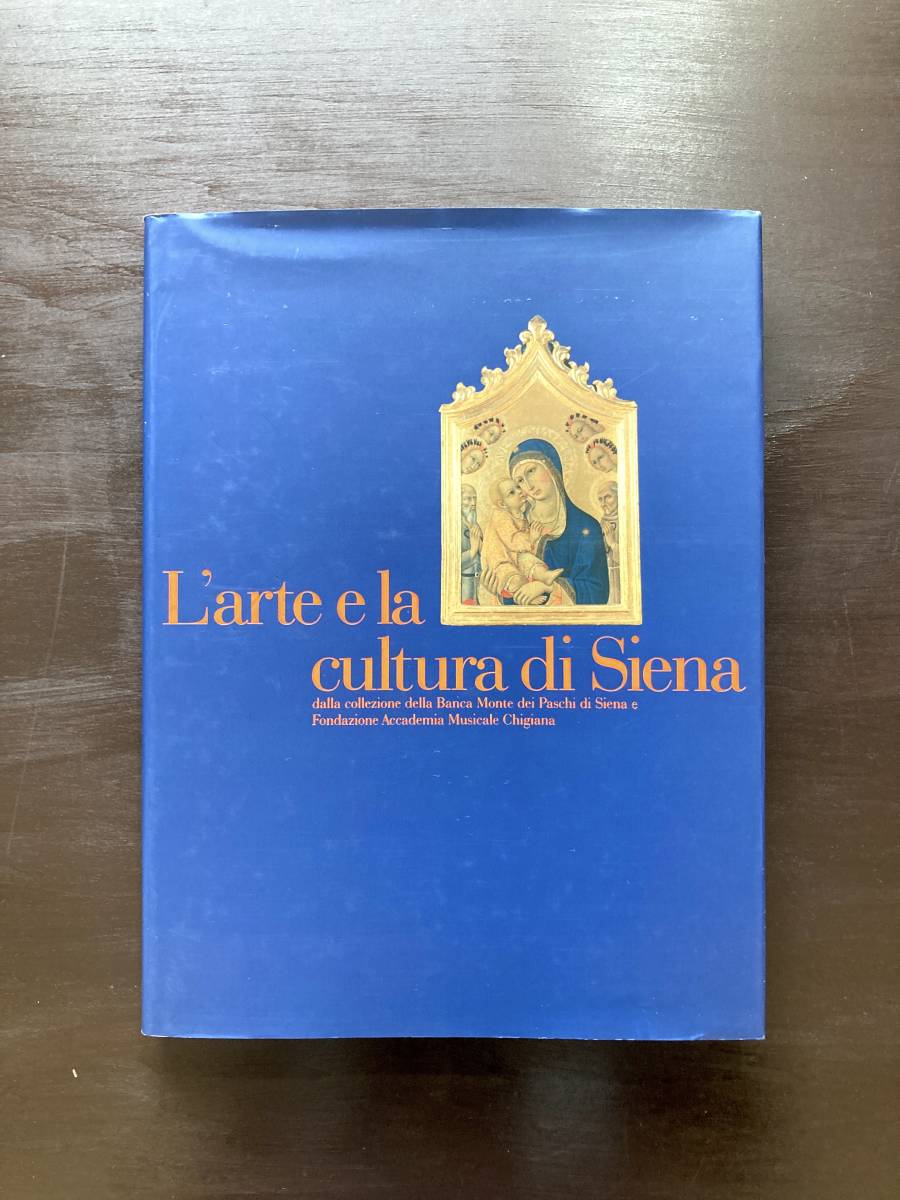 L'arte e la
cultura di Siena
dalla collezione della Banca Monte dei Paschi di Siena e
Fondazione Accademia Musicale Chigiana